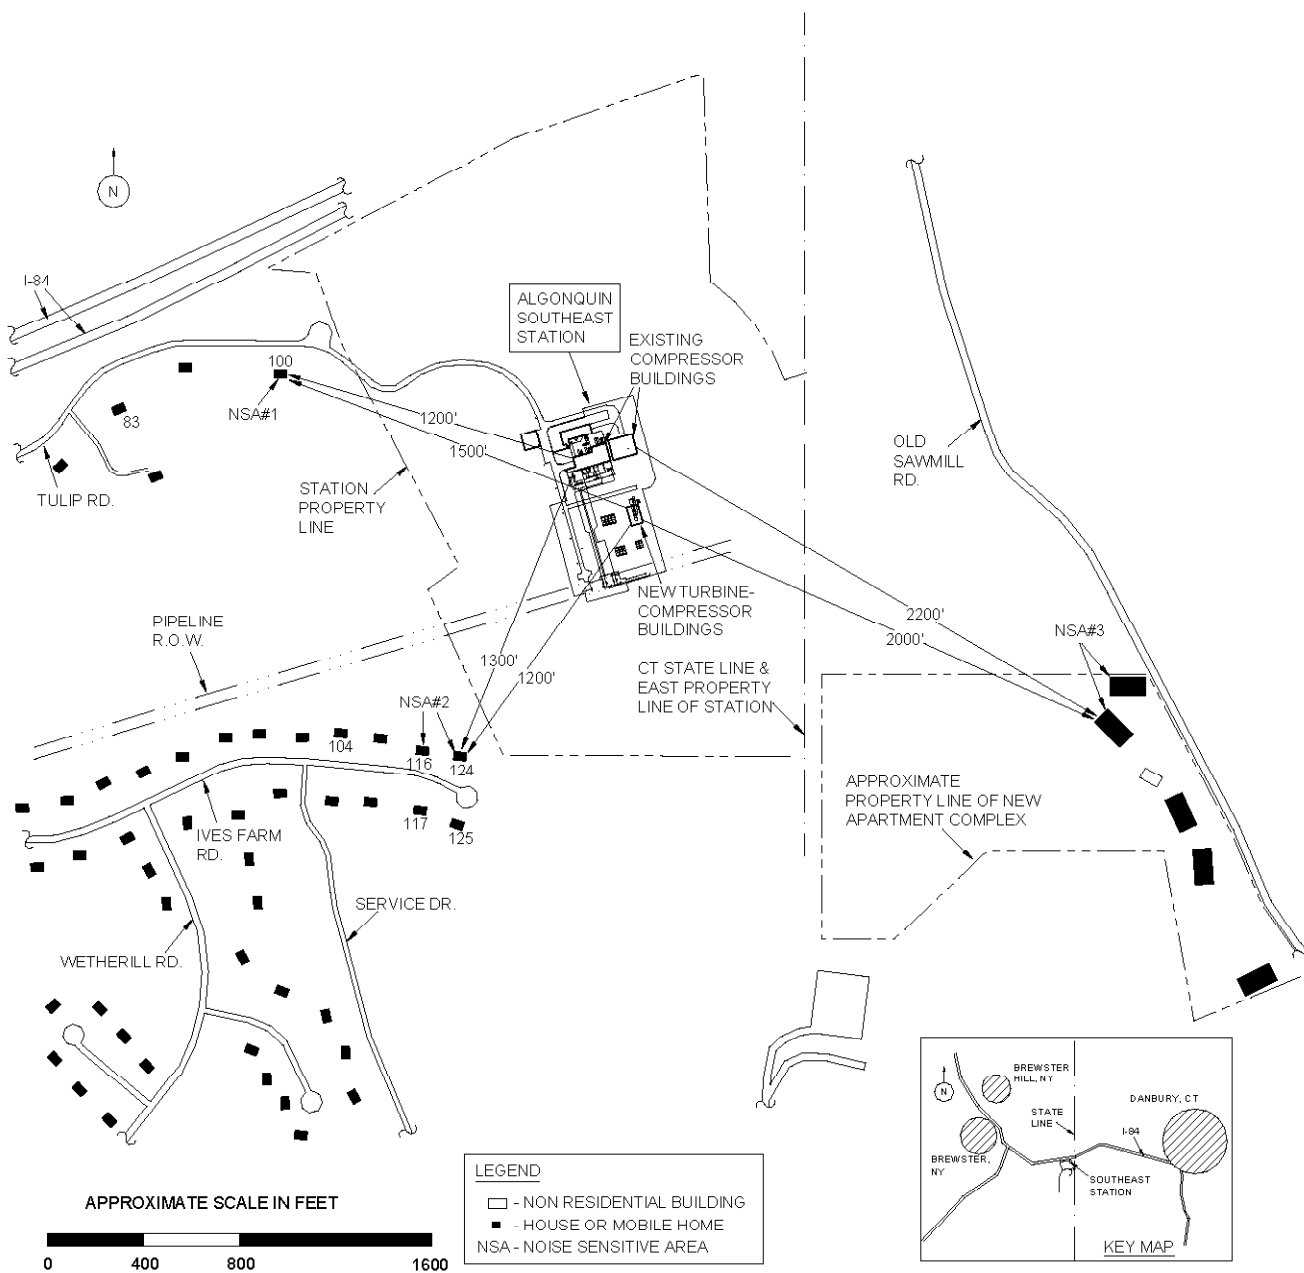 N
I-84
ALGONQUIN
SOUTHEAST
STATION
EXISTING
COMPRESSOR
BUILDINGS
100
NSA#1
83
1200'
1500'
TULIP RD.
STATION
PROPERTY
LINE
OLD
SAWMILL
RD.
NEW TURBINE-
COMPRESSOR
BUILDINGS
2200'
2000'
NSA#3
PIPELINE
R.O.W.
1300'
1200'
CT STATE LINE &
EAST PROPERTY
LINE OF STATION
NSA#2
104
116
124
117
125
APPROXIMATE
PROPERTY LINE OF NEW
APARTMENT COMPLEX
IVES FARM
RD.
SERVICE DR.
WETHERILL RD.
BREWSTER
HILL, NY
N
DANBURY, CT
STATE
LINE
I-84
BREWSTER,
NY
SOUTHEAST
STATION
KEY MAP
LEGEND
- NON RESIDENTIAL BUILDING
- HOUSE OR MOBILE HOME
NSA - NOISE SENSITIVE AREA
APPROXIMATE SCALE IN FEET
0 400 800 1600